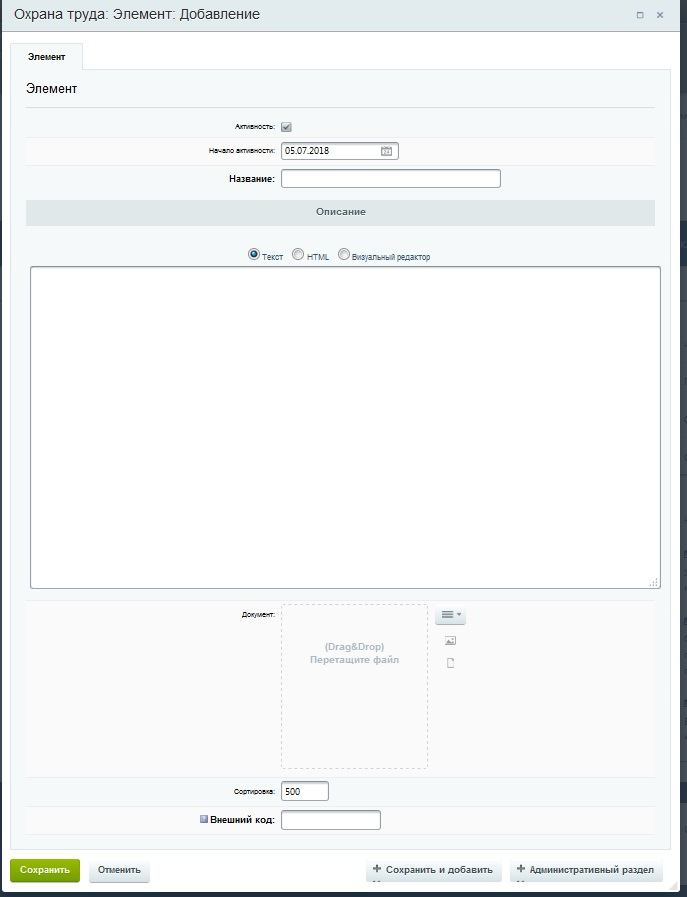 Охрана труда: Элемент: Добавление
Элемент
Элемент
Активность:
Начало активности: 05.07.2018
Название:
Описание
Текст HTML Визуальный редактор
Документ:
(Drag&Drop)
Перетащите файл
Сортировка: 500
Внешний код:
Сохранить Отменить Сохранить и добавить Административный раздел